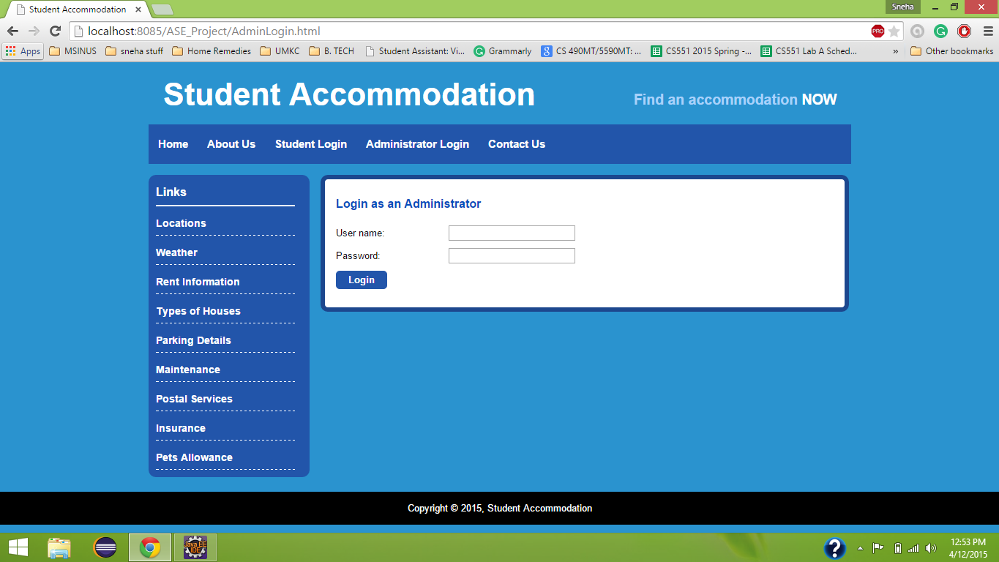 Student Accommodation
Sneha
localhost:8085/ASE_Project/AdminLogin.html
PRO
Apps MSINUS sneha stuff Home Remedies UMKC B. TECH Student Assistant: Vi... Grammarly CS 490MT/5590MT: ... CS551 2015 Spring -... CS551 Lab A Sched... » Other bookmarks
Student Accommodation
Find an accommodation NOW
Home About Us Student Login Administrator Login Contact Us
Links
Locations
Weather
Rent Information
Types of Houses
Parking Details
Maintenance
Postal Services
Insurance
Pets Allowance
Login as an Administrator
User name:
Password:
Login
Copyright © 2015, Student Accommodation
Java EE
IDE
?
12:53 PM
4/12/2015